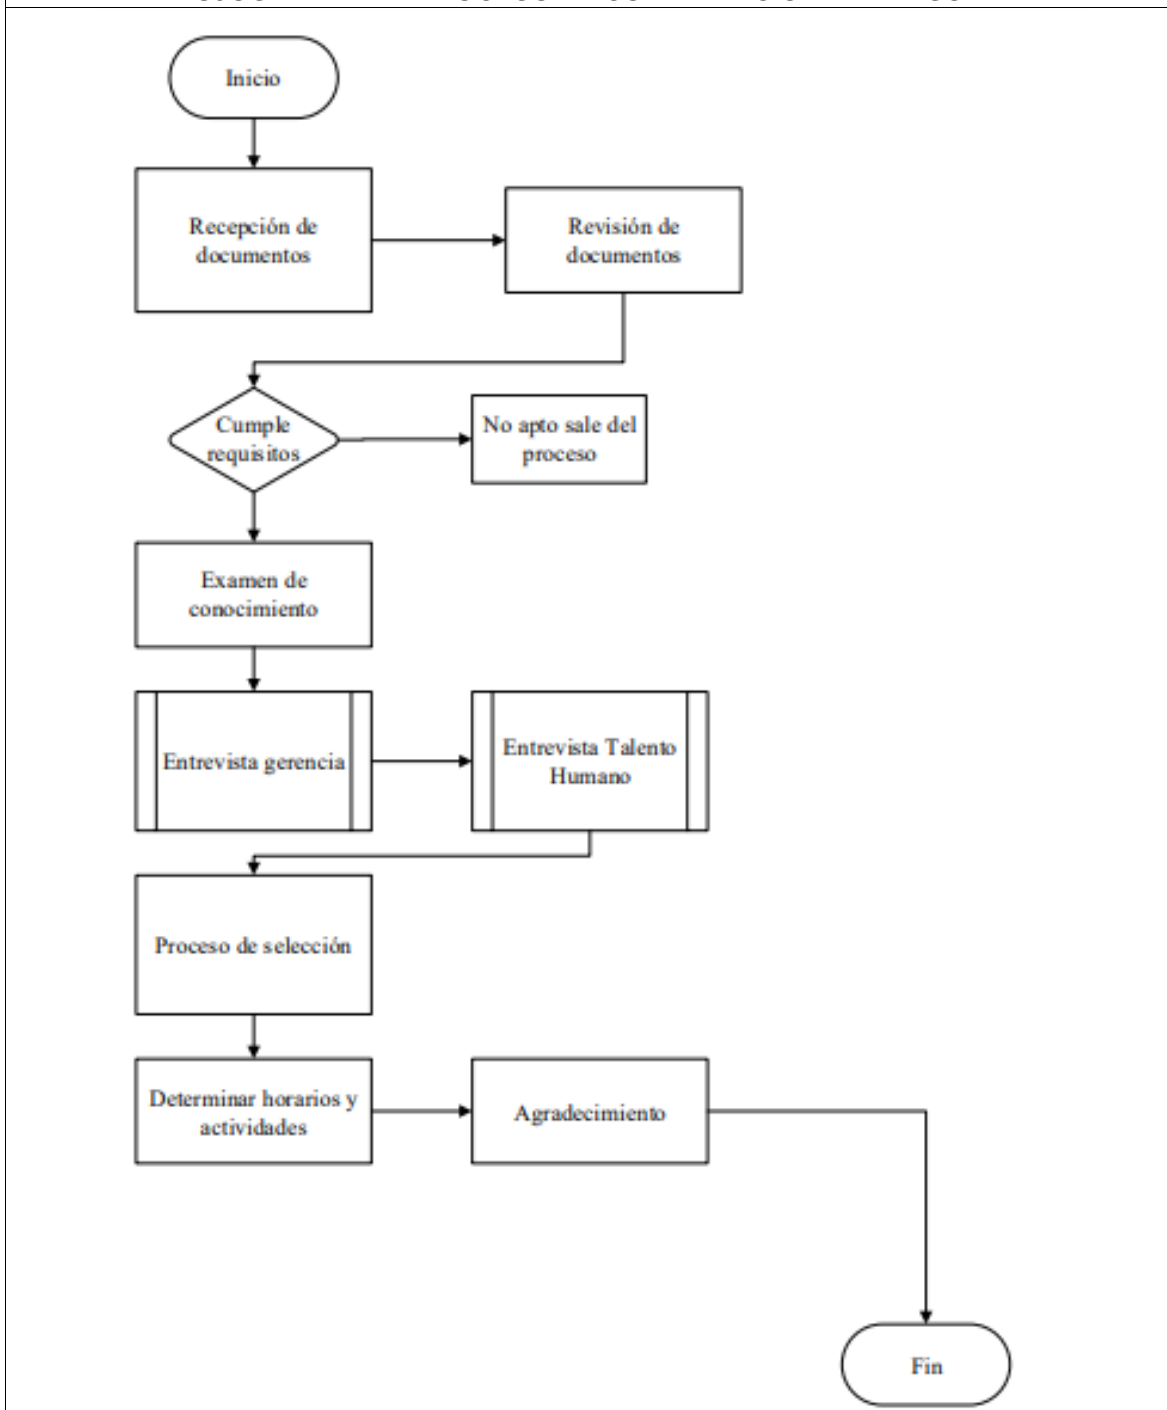 Inicio
Recepción de
documentos
Revisión de
documentos
Cumple
requisitos
No apto sale del
proceso
Examen de
conocimiento
Entrevista gerencia
Entrevista Talento
Humano
Proceso de selección
Determinar horarios y
actividades
Agradecimiento
Fin